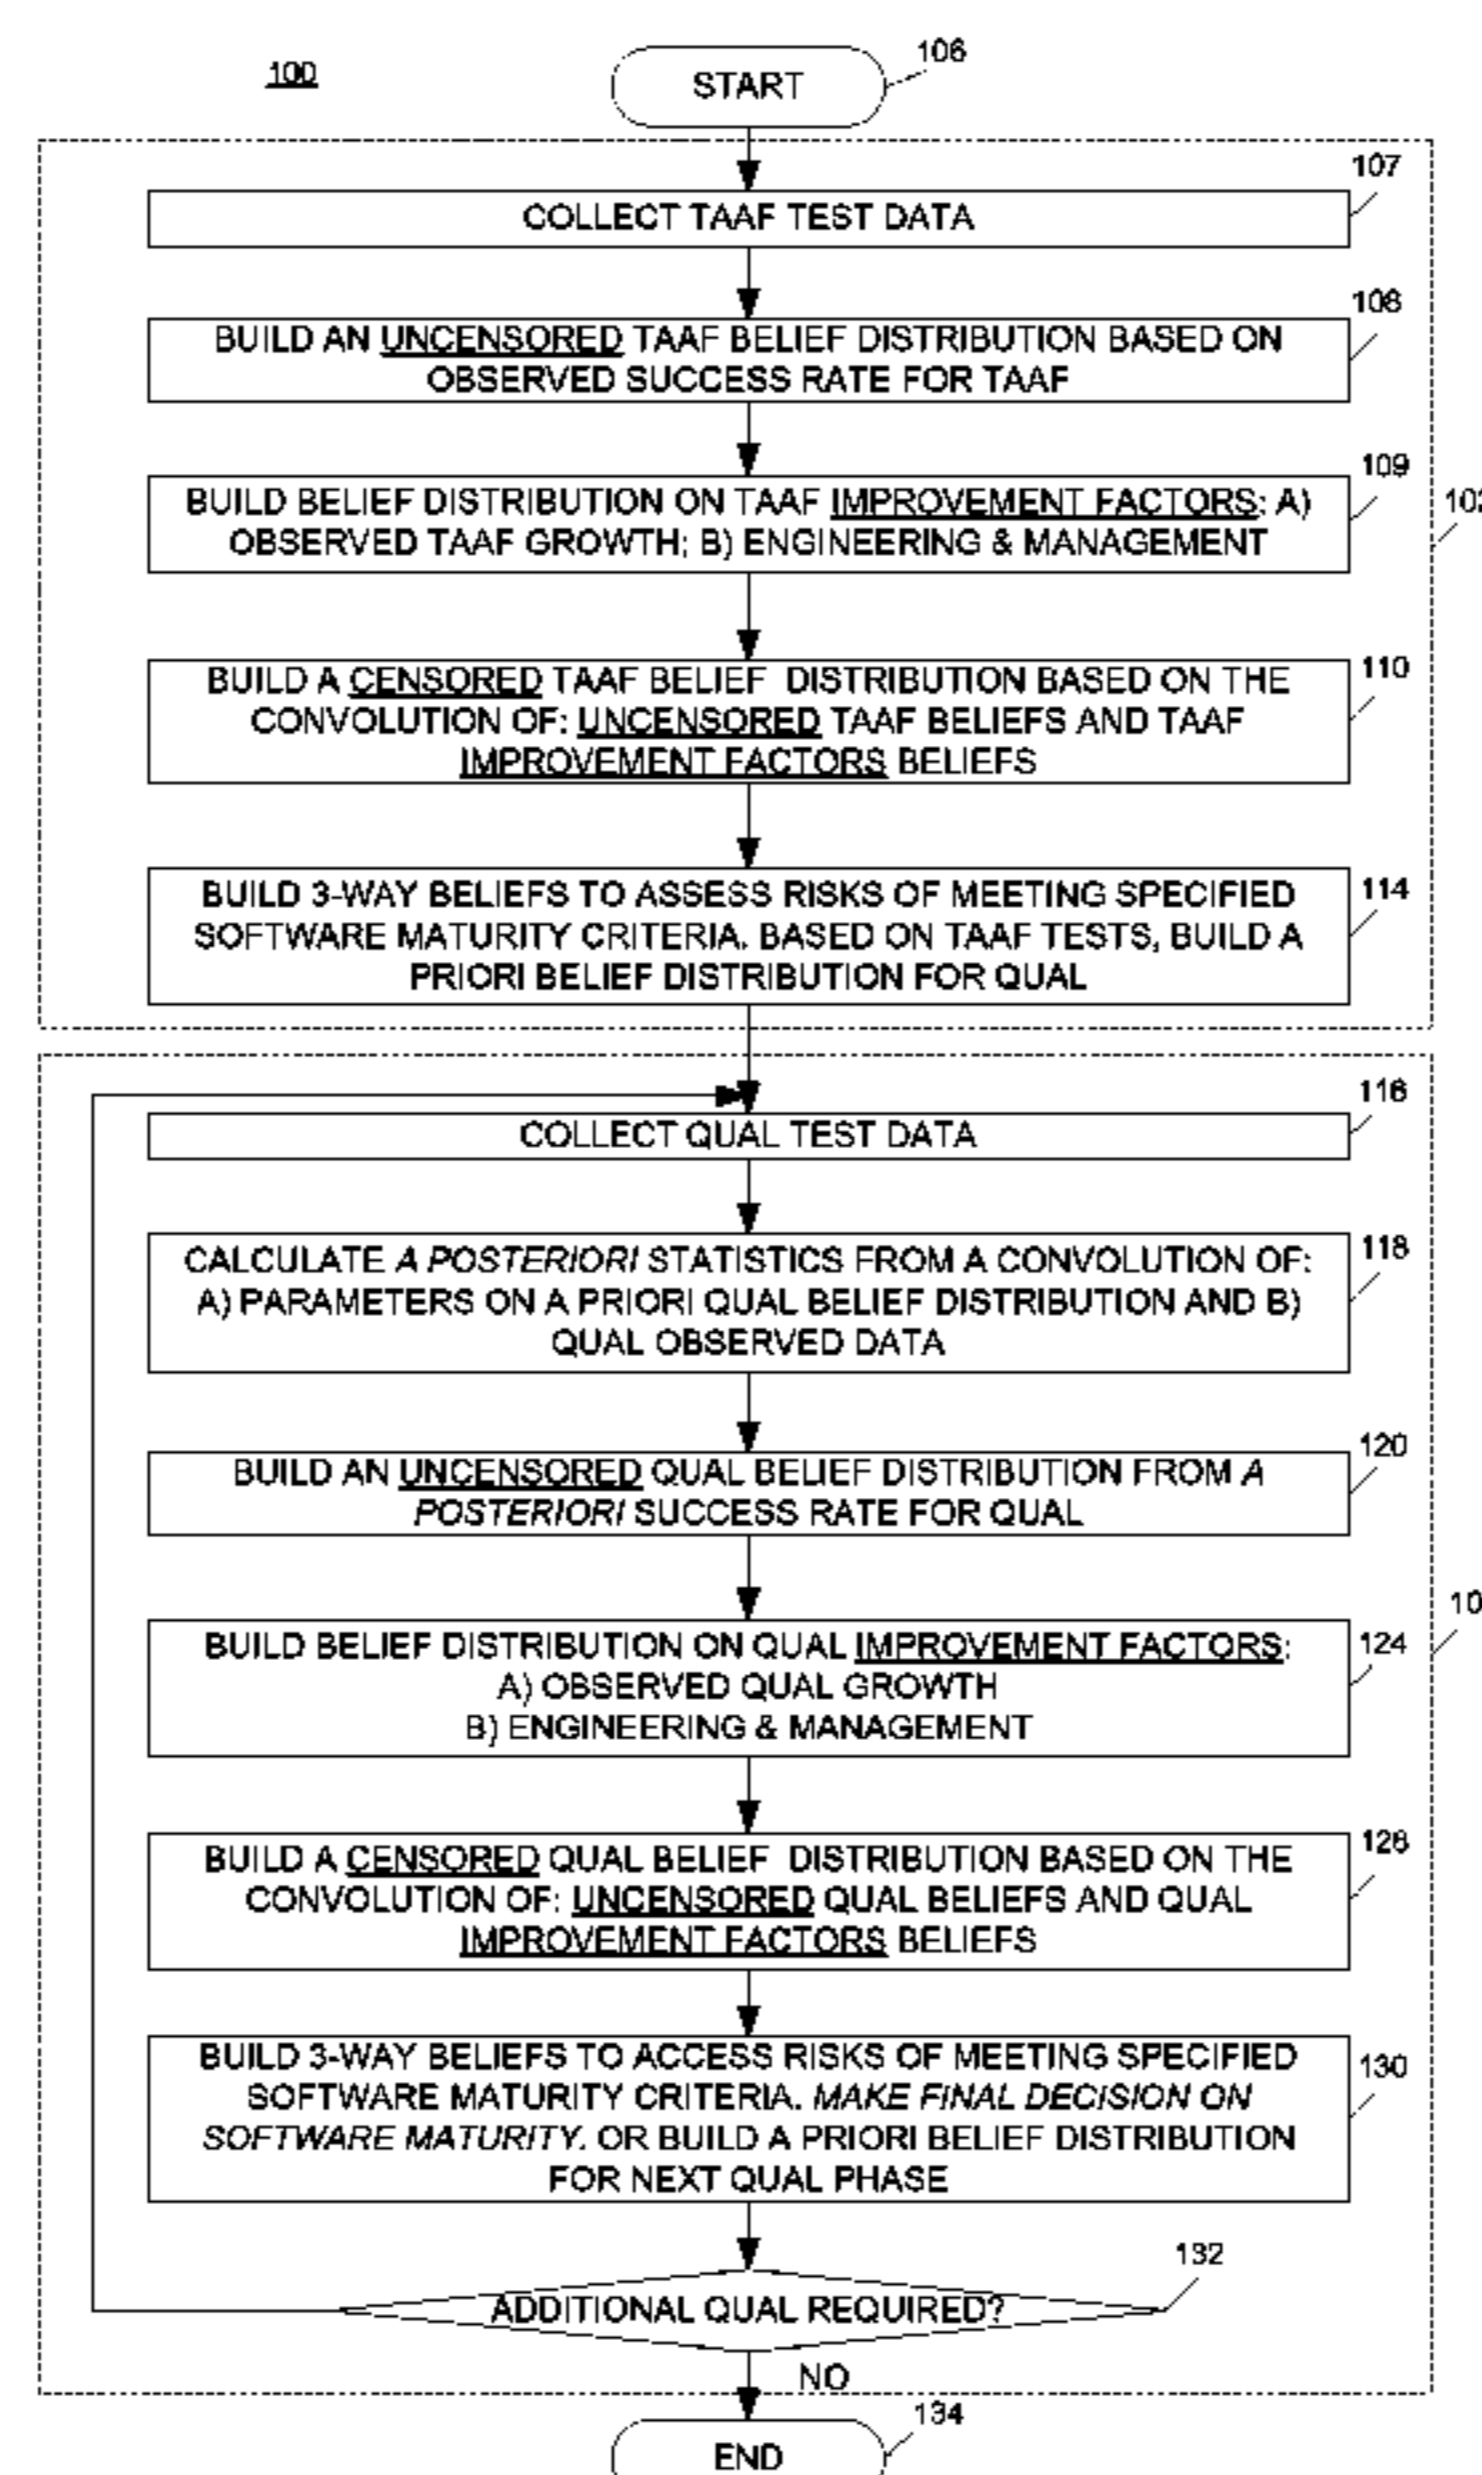 100
START
106
107
COLLECT TAAF TEST DATA
108
BUILD AN UNCENSORED TAAF BELIEF DISTRIBUTION BASED ON
OBSERVED SUCCESS RATE FOR TAAF
109
BUILD BELIEF DISTRIBUTION ON TAAF IMPROVEMENT FACTORS: A)
OBSERVED TAAF GROWTH; B) ENGINEERING & MANAGEMENT
110
BUILD A CENSORED TAAF BELIEF DISTRIBUTION BASED ON THE
CONVOLUTION OF: UNCENSORED TAAF BELIEFS AND TAAF
IMPROVEMENT FACTORS BELIEFS
114
BUILD 3-WAY BELIEFS TO ASSESS RISKS OF MEETING SPECIFIED
SOFTWARE MATURITY CRITERIA. BASED ON TAAF TESTS, BUILD A
PRIORI BELIEF DISTRIBUTION FOR QUAL
116
COLLECT QUAL TEST DATA
118
CALCULATE A POSTERIORI STATISTICS FROM A CONVOLUTION OF:
A) PARAMETERS ON A PRIORI QUAL BELIEF DISTRIBUTION AND B)
QUAL OBSERVED DATA
120
BUILD AN UNCENSORED QUAL BELIEF DISTRIBUTION FROM A
POSTERIORI SUCCESS RATE FOR QUAL
124
BUILD BELIEF DISTRIBUTION ON QUAL IMPROVEMENT FACTORS:
A) OBSERVED QUAL GROWTH
B) ENGINEERING & MANAGEMENT
126
BUILD A CENSORED QUAL BELIEF DISTRIBUTION BASED ON THE
CONVOLUTION OF: UNCENSORED QUAL BELIEFS AND QUAL
IMPROVEMENT FACTORS BELIEFS
130
BUILD 3-WAY BELIEFS TO ACCESS RISKS OF MEETING SPECIFIED
SOFTWARE MATURITY CRITERIA. MAKE FINAL DECISION ON
SOFTWARE MATURITY. OR BUILD A PRIORI BELIEF DISTRIBUTION
FOR NEXT QUAL PHASE
132
ADDITIONAL QUAL REQUIRED?
NO
134
END